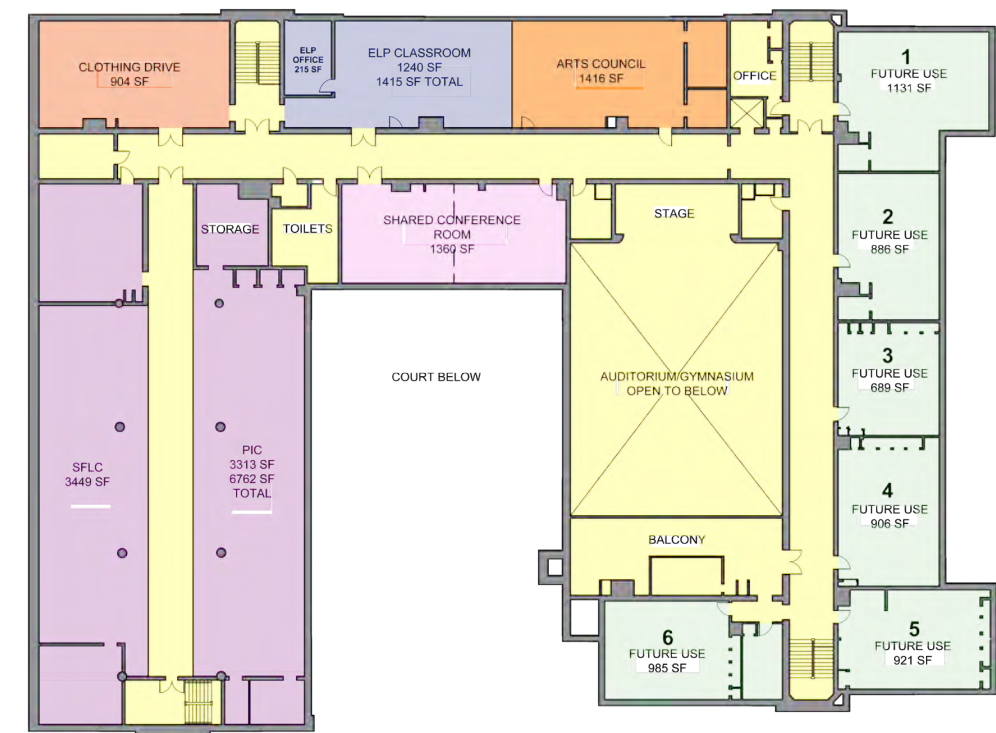 CLOTHING DRIVE
904 SF
ELP
OFFICE
215 SF
ELP CLASSROOM
1240 SF
1415 SF TOTAL
ARTS COUNCIL
1416 SF
OFFICE
1
FUTURE USE
1131 SF
STORAGE
TOILETS
SHARED CONFERENCE
ROOM
1360 SF
STAGE
2
FUTURE USE
886 SF
COURT BELOW
AUDITORIUM/GYMNASIUM
OPEN TO BELOW
3
FUTURE USE
689 SF
SFLC
3449 SF
PIC
3313 SF
6762 SF
TOTAL
4
FUTURE USE
906 SF
BALCONY
6
FUTURE USE
985 SF
5
FUTURE USE
921 SF